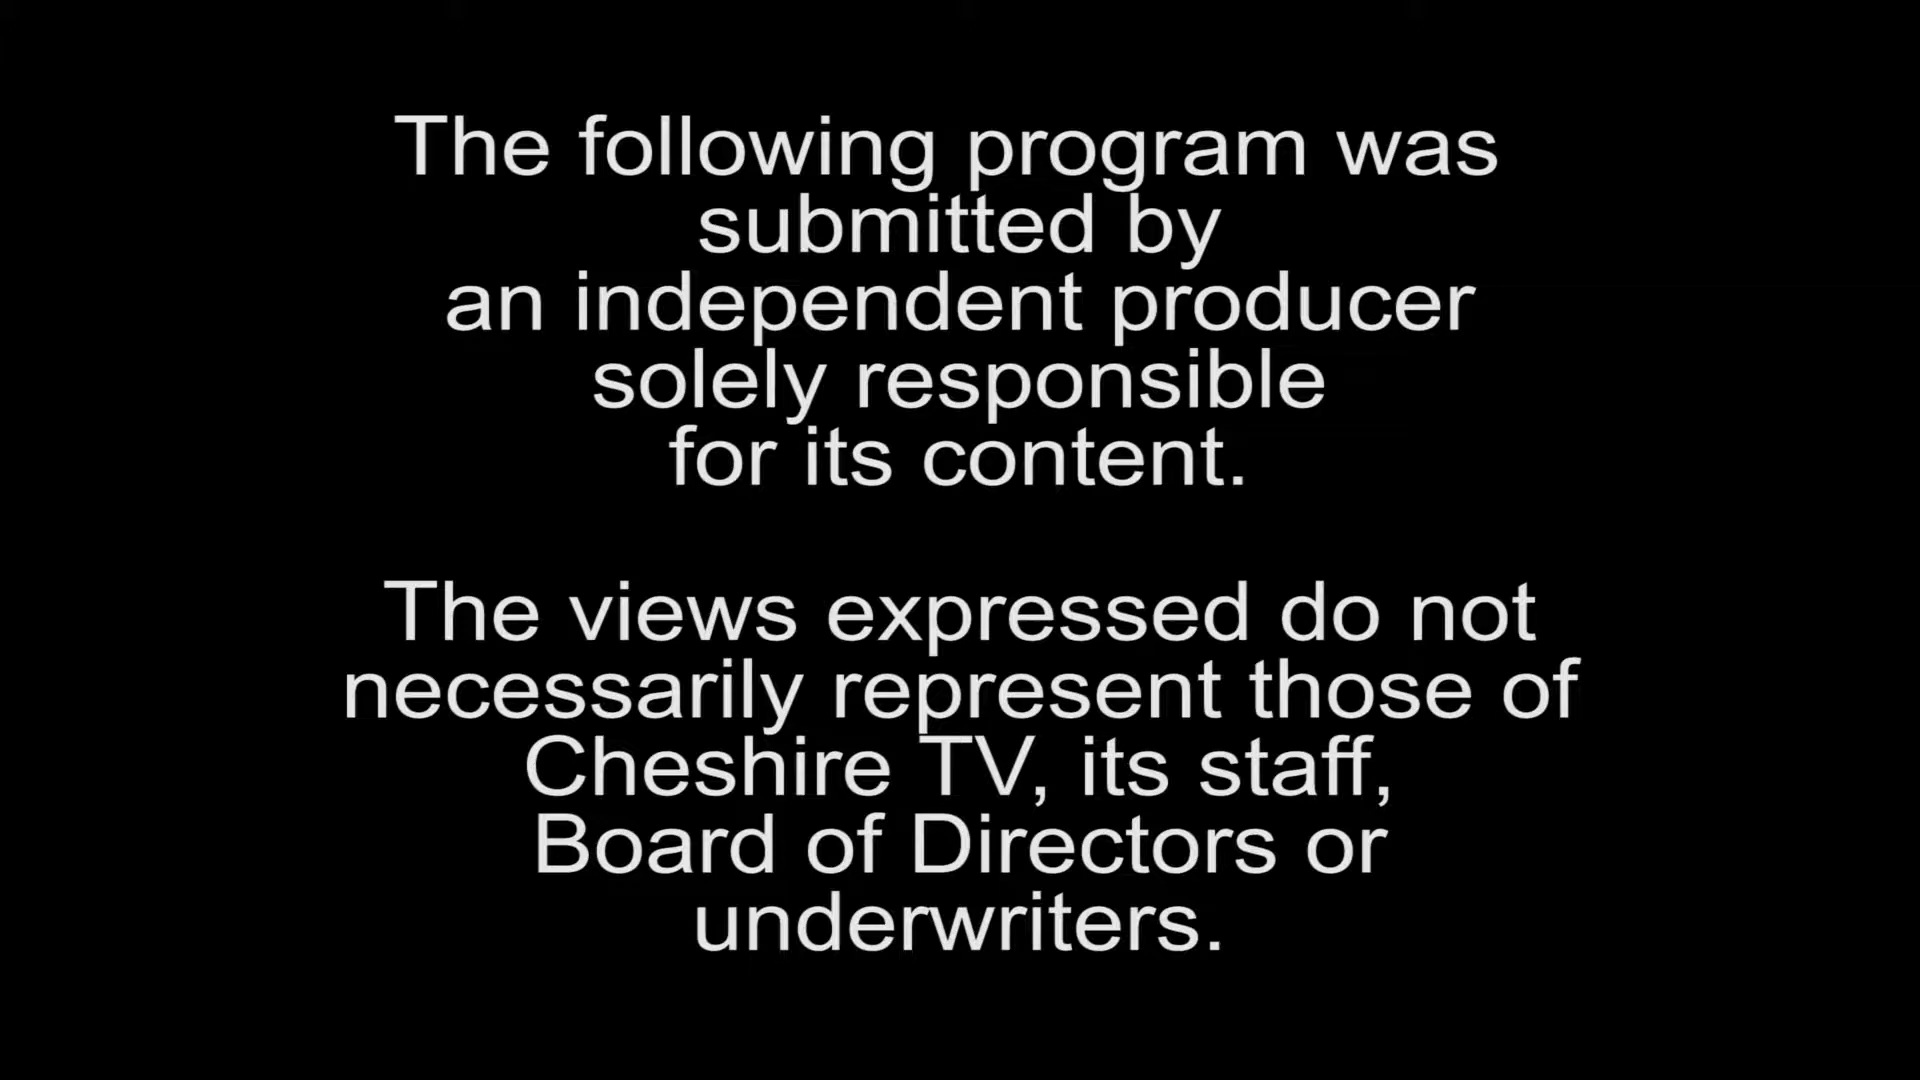 The following program was
submitted by
an independent producer
solely responsible
for its content.
The views expressed do not
necessarily represent those of
Cheshire TV, its staff,
Board of Directors or
underwriters.